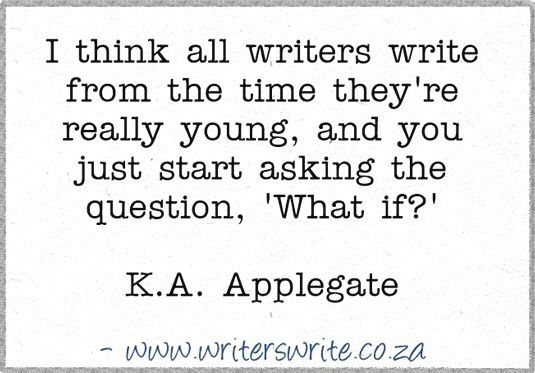 I think all writers write
from the time they're
really young, and you
just start asking the
question, 'What if?'
K.A. Applegate
- www.writerswrite.co.za